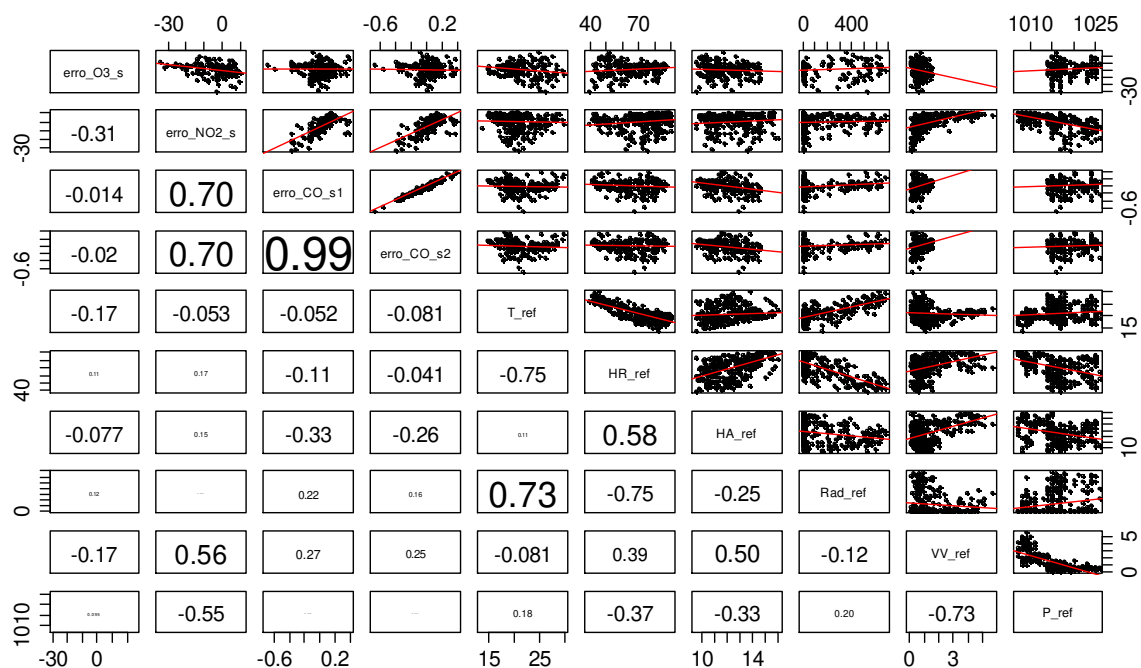 -30 0 -0.6 0.2 40 70 0 400 1010 1025
erro_O3_s -30
-30 -0.31 erro_NO2_s
-0.014 0.70 erro_CO_s1 -0.6
-0.6 -0.02 0.70 0.99 erro_CO_s2
-0.17 -0.053 -0.052 -0.081 T_ref 15
40 0.11 0.17 -0.11 -0.041 -0.75 HR_ref
-0.077 0.15 -0.33 -0.26 0.11 0.58 HA_ref 10
0 0.12 0.22 0.16 0.73 -0.75 -0.25 Rad_ref
-0.17 0.56 0.27 0.25 -0.081 0.39 0.50 -0.12 VV_ref 0 5
1010 -0.55 0.18 -0.37 -0.33 0.20 -0.73 P_ref
-30 0 -0.6 0.2 15 25 10 14 0 3